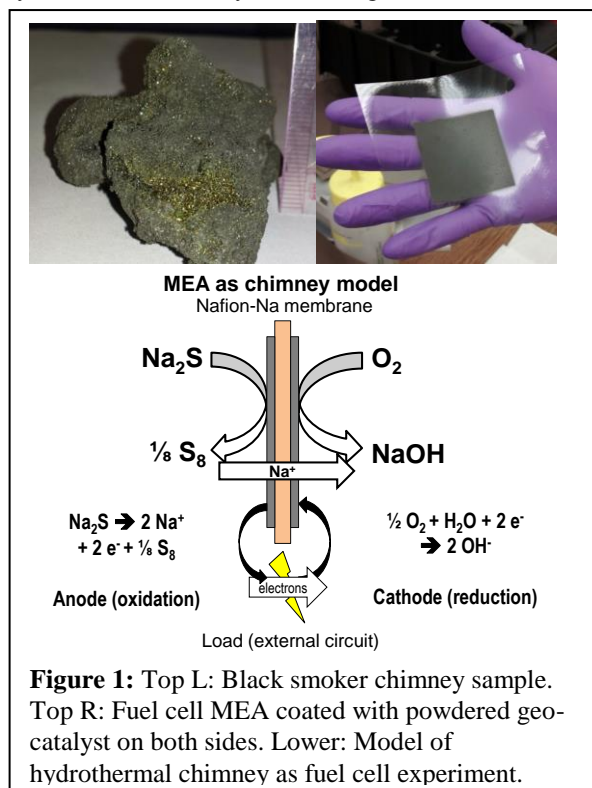 MEA as chimney model
Nafion-Na membrane
Na₂S
O₂
⅛ S₈
Na⁺
NaOH
Na₂S ➔ 2 Na⁺
+ 2 e⁻ + ⅛ S₈
½ O₂ + H₂O + 2 e⁻
➔ 2 OH⁻
electrons
Anode (oxidation)
Cathode (reduction)
Load (external circuit)
Figure 1: Top L: Black smoker chimney sample.
Top R: Fuel cell MEA coated with powdered geo-
catalyst on both sides. Lower: Model of
hydrothermal chimney as fuel cell experiment.